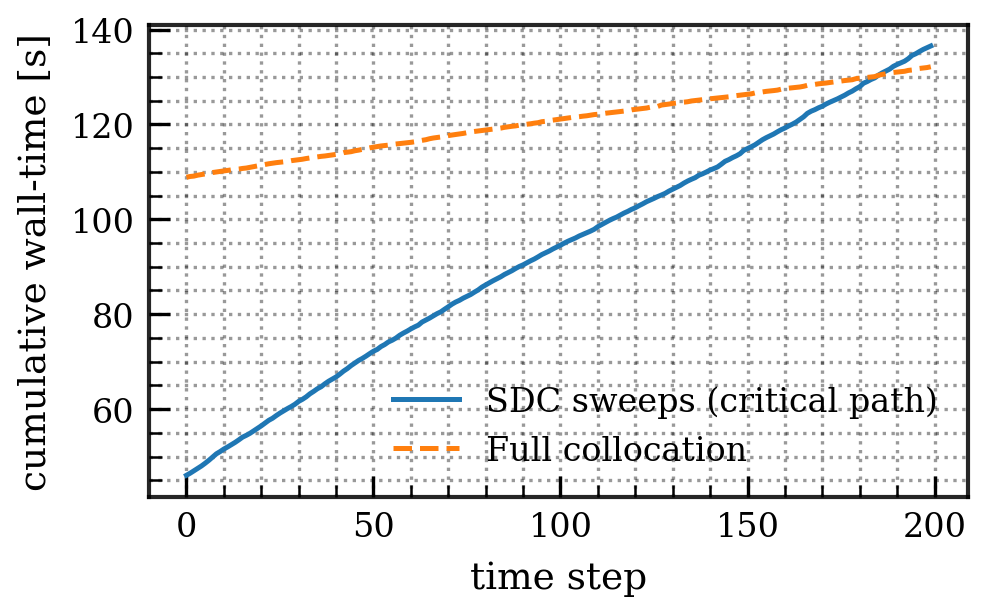 cumulative wall-time [s]
140
120
100
80
60
SDC sweeps (critical path)
Full collocation
0 50 100 150 200
time step